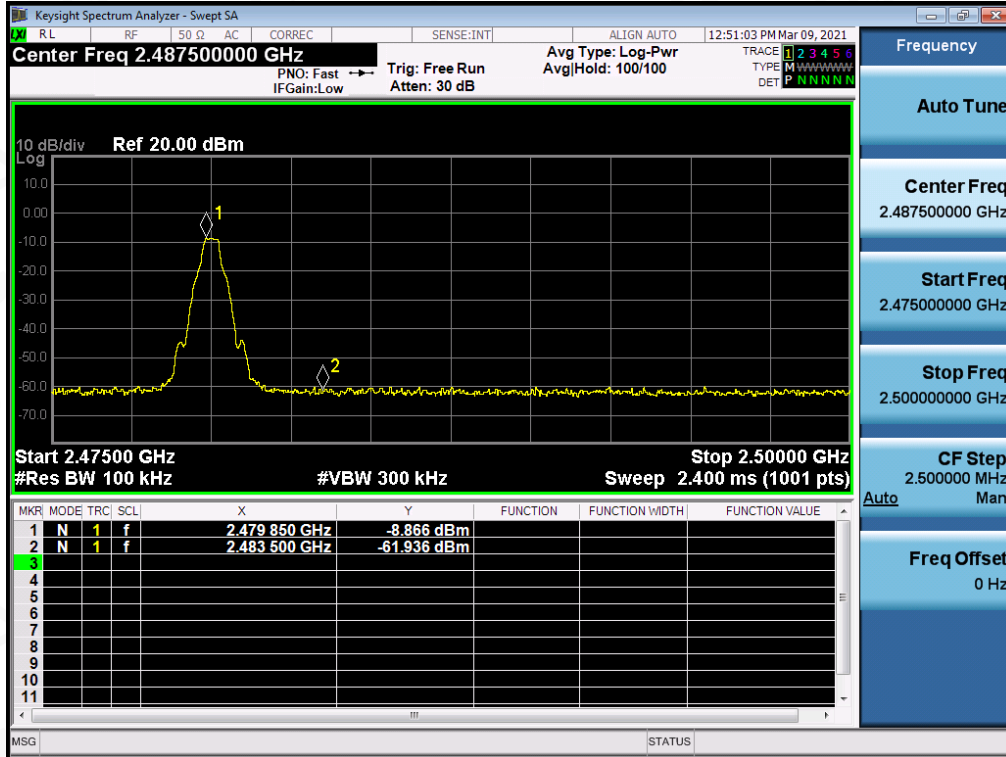 Keysight Spectrum Analyzer - Swept SA
LXI RL RF 50 Ω AC CORREC SENSE:INT ALIGN AUTO 12:51:03 PM Mar 09, 2021
Center Freq 2.487500000 GHz
PNO: Fast
IFGain:Low
Trig: Free Run
Atten: 30 dB
Avg Type: Log-Pwr
Avg|Hold: 100/100
TRACE 1 2 3 4 5 6
TYPE M W W W W W
DET P N N N N N
10 dB/div Ref 20.00 dBm
Log
10.0
0.00
-10.0
-20.0
-30.0
-40.0
-50.0
-60.0
-70.0
1
2
Start 2.47500 GHz Stop 2.50000 GHz
#Res BW 100 kHz #VBW 300 kHz Sweep 2.400 ms (1001 pts)
MKR MODE TRC SCL X Y FUNCTION FUNCTION WIDTH FUNCTION VALUE
1 N 1 f 2.479 850 GHz -8.866 dBm
2 N 1 f 2.483 500 GHz -61.936 dBm
3
4
5
6
7
8
9
10
11
MSG STATUS
Frequency
Auto Tune
Center Freq
2.487500000 GHz
Start Freq
2.475000000 GHz
Stop Freq
2.500000000 GHz
CF Step
2.500000 MHz
Auto Man
Freq Offset
0 Hz